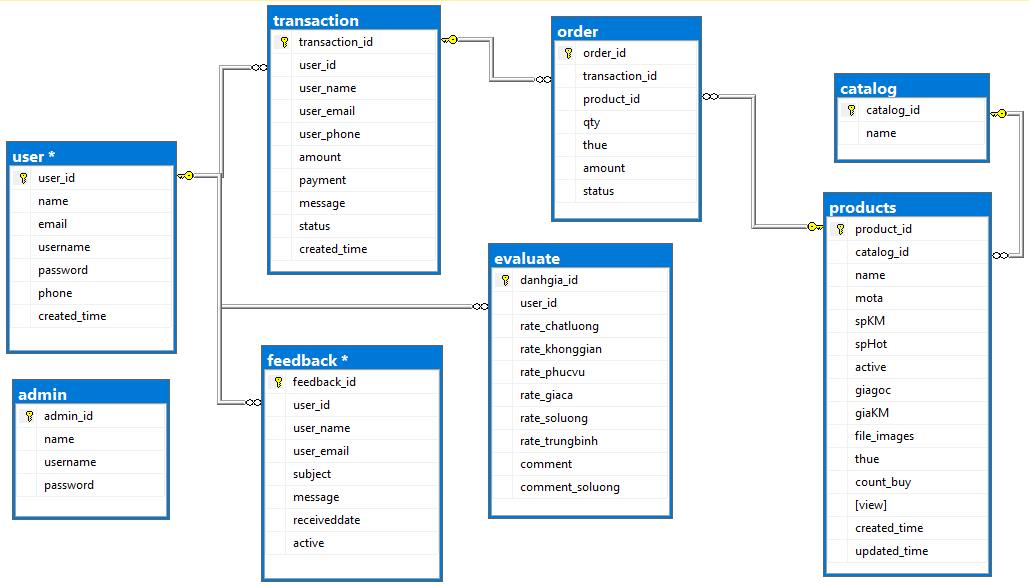 transaction
transaction_id
user_id
user_name
user_email
user_phone
amount
payment
message
status
created_time
order
order_id
transaction_id
product_id
qty
thue
amount
status
catalog
catalog_id
name
user *
user_id
name
email
username
password
phone
created_time
products
product_id
catalog_id
name
mota
spKM
spHot
active
giagoc
giaKM
file_images
thue
count_buy
[view]
created_time
updated_time
evaluate
danhgia_id
user_id
rate_chatluong
rate_khonggian
rate_phucvu
rate_giaca
rate_soluong
rate_trungbinh
comment
comment_soluong
feedback *
feedback_id
user_id
user_name
user_email
subject
message
receiveddate
active
admin
admin_id
name
username
password